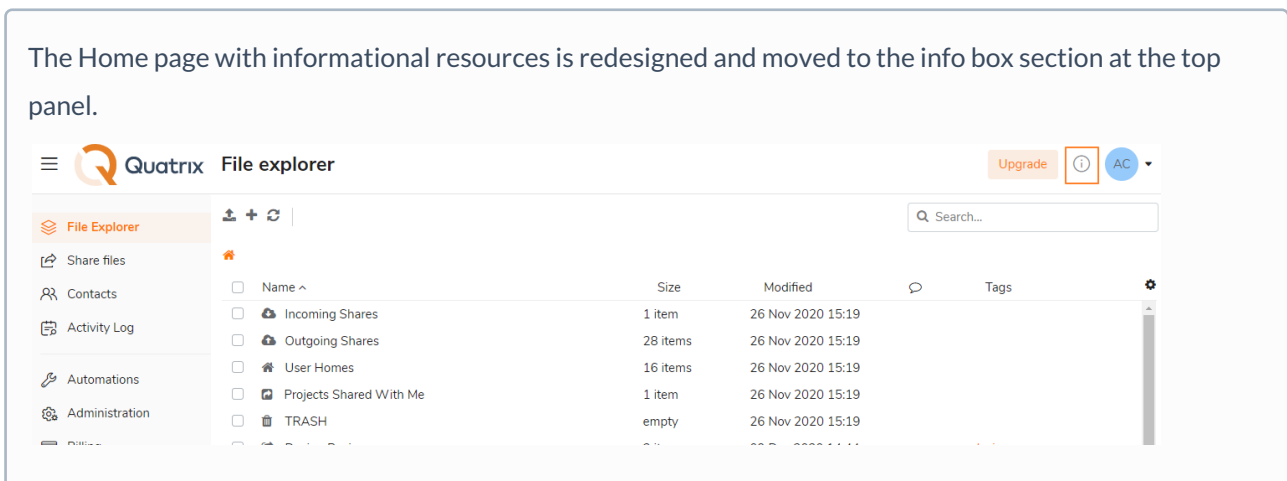 The Home page with informational resources is redesigned and moved to the info box section at the top
panel.
Quatrix File explorer Upgrade AC
File Explorer
Search...
Share files
Contacts
Name Size Modified Tags
Incoming Shares 1 item 26 Nov 2020 15:19
Activity Log
Outgoing Shares 28 items 26 Nov 2020 15:19
User Homes 16 items 26 Nov 2020 15:19
Automations
Projects Shared With Me 1 item 26 Nov 2020 15:19
Administration
TRASH empty 26 Nov 2020 15:19